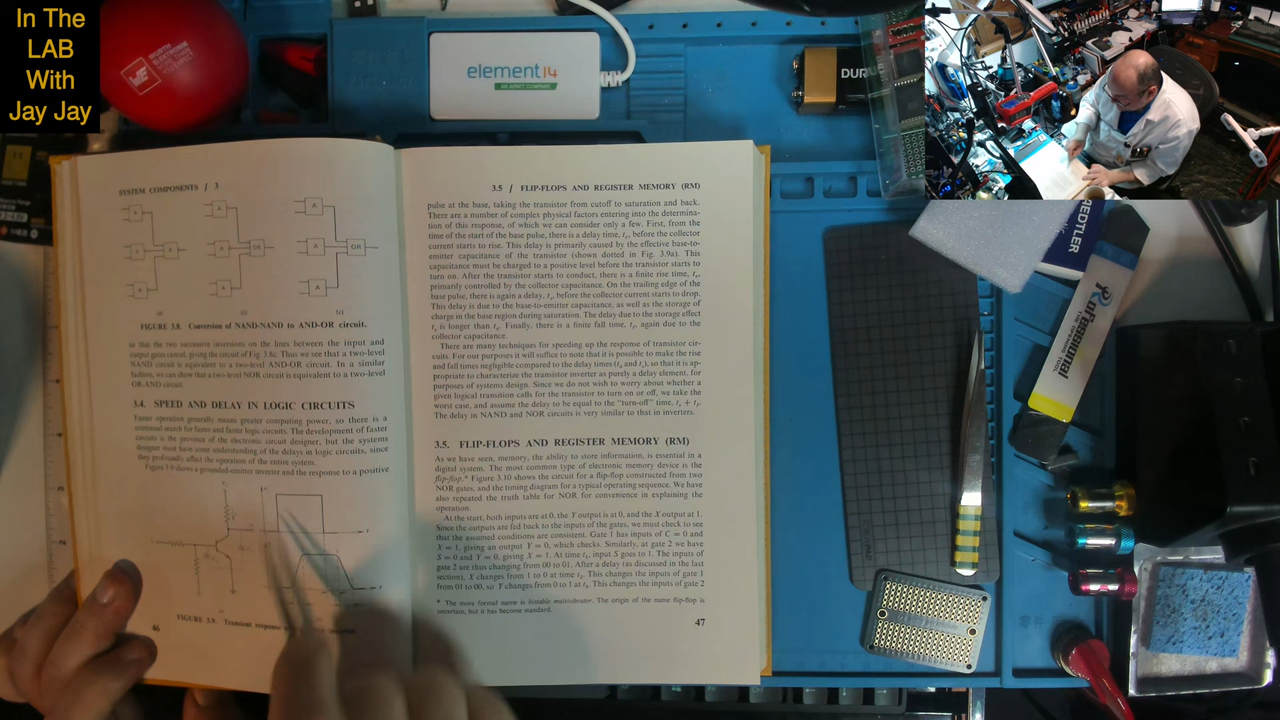 In The
LAB
With
Jay Jay
element14
AN AVNET COMPANY
SYSTEM COMPONENTS / 3
A
A
A
A
A
A
OR
A
A
A
OR
A
A
(a)
(b)
(c)
FIGURE 3.8. Conversion of NAND-NAND to AND-OR circuit.
so that the two successive inversions on the lines between the input and
output gates cancel, giving the circuit of Fig. 3.8c. Thus we see that a two-level
NAND circuit is equivalent to a two-level AND-OR circuit. In a similar
fashion, we can show that a two-level NOR circuit is equivalent to a two-level
OR-AND circuit.
3.4. SPEED AND DELAY IN LOGIC CIRCUITS
Faster operation generally means greater computing power, so there is a
continual search for faster and faster logic circuits. The development of faster
circuits is the province of the electronic circuit designer, but the systems
designer must have some understanding of the delays in logic circuits, since
they profoundly affect the operation of the entire system.
Figure 3.9 shows a grounded-emitter inverter and the response to a positive
FIGURE 3.9. Transient response inverter.
46
3.5 / FLIP-FLOPS AND REGISTER MEMORY (RM)
pulse at the base, taking the transistor from cutoff to saturation and back.
There are a number of complex physical factors entering into the determina-
tion of this response, of which we can consider only a few. First, from the
time of the start of the base pulse, there is a delay time, before the collector
current starts to rise. This delay is primarily caused by the effective base-to-
emitter capacitance of the transistor (shown dotted in Fig. 3.9a). This
capacitance must be charged to a positive level before the transistor starts to
turn on. After the transistor starts to conduct, there is a finite rise time, tr,
primarily controlled by the collector capacitance. On the trailing edge of the
base pulse, there is again a delay, before the collector current starts to drop.
This delay is due to the base-to-emitter capacitance, as well as the storage of
charge in the base region during saturation. The delay due to the storage effect
ts is longer than td. Finally, there is a finite fall time, tf, again due to the
collector capacitance.
There are many techniques for speeding up the response of transistor cir-
cuits. For our purposes it will suffice to note that it is possible to make the rise
and fall times negligible compared to the delay times (td and ts), so that it is ap-
propriate to characterize the transistor inverter as purely a delay element, for
purposes of systems design. Since we do not wish to worry about whether a
given logical transition calls for the transistor to turn on or off, we take the
worst case, and assume the delay to be equal to the "turn-off" time, ts + tf.
The delay in NAND and NOR circuits is very similar to that in inverters.
3.5. FLIP-FLOPS AND REGISTER MEMORY (RM)
As we have seen, memory, the ability to store information, is essential in a
digital system. The most common type of electronic memory device is the
flip-flop.* Figure 3.10 shows the circuit for a flip-flop constructed from two
NOR gates, and the timing diagram for a typical operating sequence. We have
also repeated the truth table for NOR for convenience in explaining the
operation.
At the start, both inputs are at 0, the Y output is at 0, and the X output at 1.
Since the outputs are fed back to the inputs of the gates, we must check to see
that the assumed conditions are consistent. Gate 1 has inputs of C = 0 and
X = 1, giving an output Y = 0, which checks. Similarly, at gate 2 we have
S = 0 and Y = 0, giving X = 1. At time t1, input S goes to 1. The inputs of
gate 2 are thus changing from 00 to 01. After a delay (as discussed in the last
section), X changes from 1 to 0 at time t2. This changes the inputs of gate 1
from 01 to 00, so Y changes from 0 to 1 at t3. This changes the inputs of gate 2
* The more formal name is bistable multivibrator. The origin of the name flip-flop is
uncertain, but it has become standard.
47